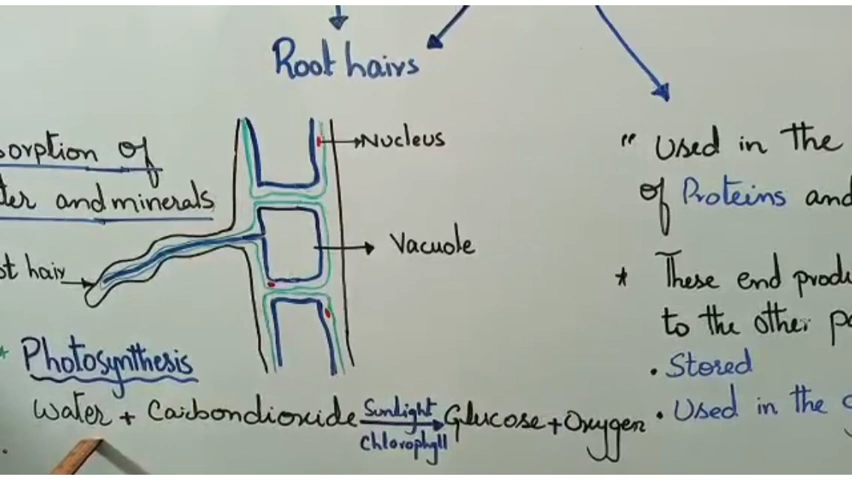 Root hairs
Nucleus
sorption of
ter and minerals
Vacuole
ot hair
* Photosynthesis
Water + Carbondioxide Sunlight Glucose + Oxygen
Chlorophyll
" Used in the
of Proteins and
* These end produ
to the other
. Stored
. Used in the